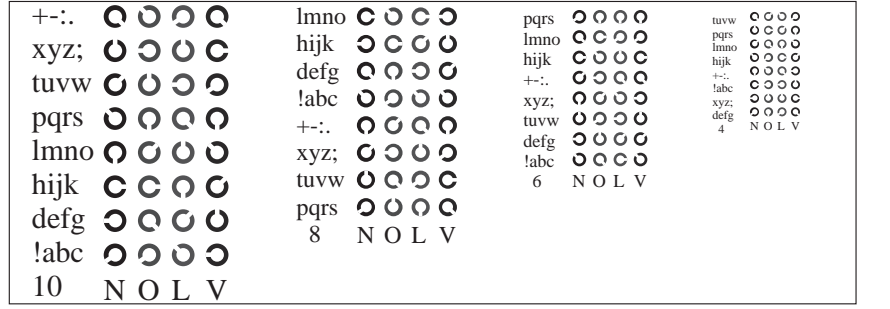 +-:.
xyz;
tuvw
pqrs
lmno
hijk
defg
!abc
10 N O L V
lmno
hijk
defg
!abc
+-:.
xyz;
tuvw
pqrs
8 N O L V
pqrs
lmno
hijk
+-:.
xyz;
tuvw
defg
!abc
6 N O L V
tuvw
pqrs
lmno
hijk
+-:.
!abc
xyz;
defg
4 N O L V